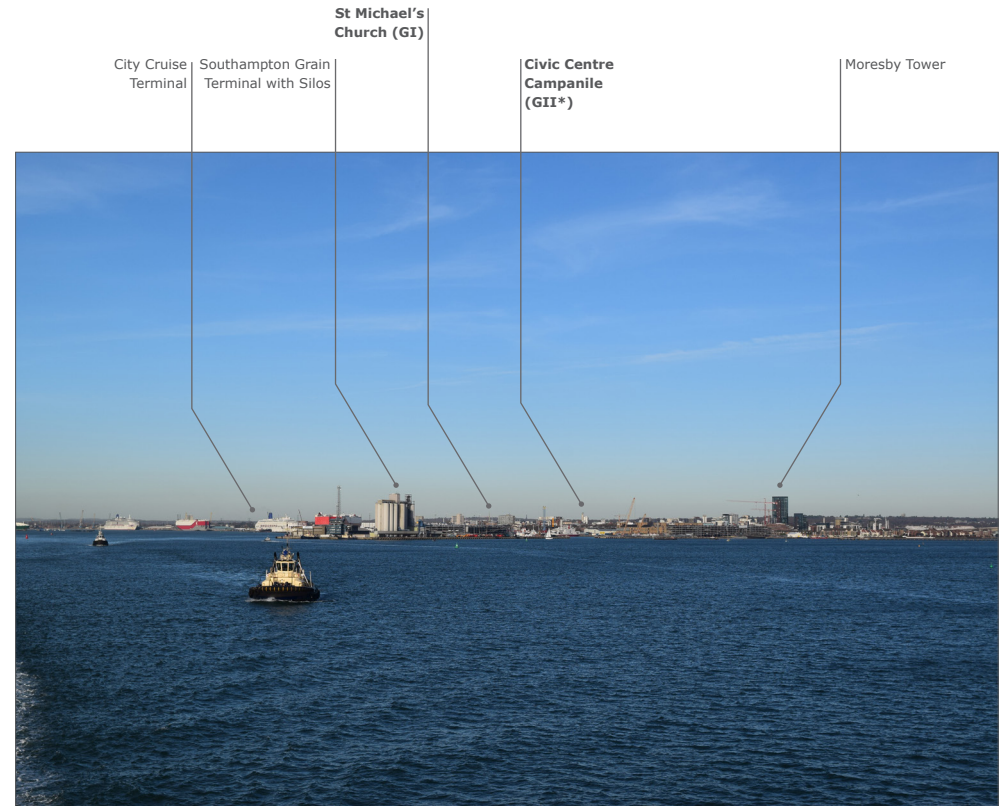 St Michael’s
Church (GI)
City Cruise
Terminal
Southampton Grain
Terminal with Silos
Civic Centre
Campanile
(GII*)
Moresby Tower